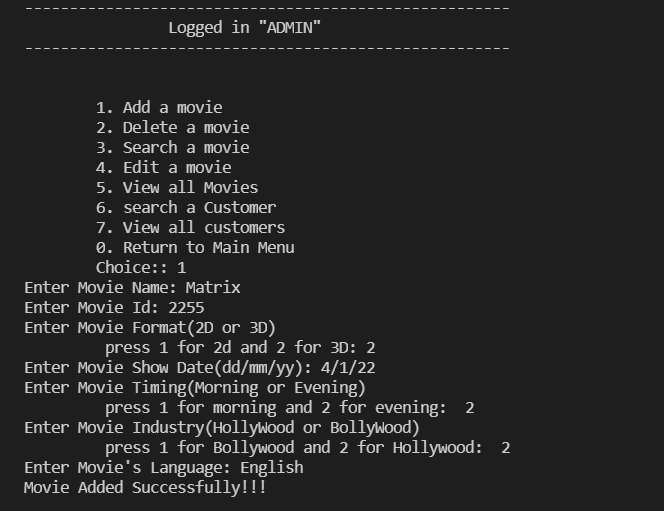 ------------------------------------------------------
Logged in "ADMIN"
------------------------------------------------------
1. Add a movie
2. Delete a movie
3. Search a movie
4. Edit a movie
5. View all Movies
6. search a Customer
7. View all customers
0. Return to Main Menu
Choice:: 1
Enter Movie Name: Matrix
Enter Movie Id: 2255
Enter Movie Format(2D or 3D)
press 1 for 2d and 2 for 3D: 2
Enter Movie Show Date(dd/mm/yy): 4/1/22
Enter Movie Timing(Morning or Evening)
press 1 for morning and 2 for evening:  2
Enter Movie Industry(HollyWood or BollyWood)
press 1 for Bollywood and 2 for Hollywood:  2
Enter Movie's Language: English
Movie Added Successfully!!!